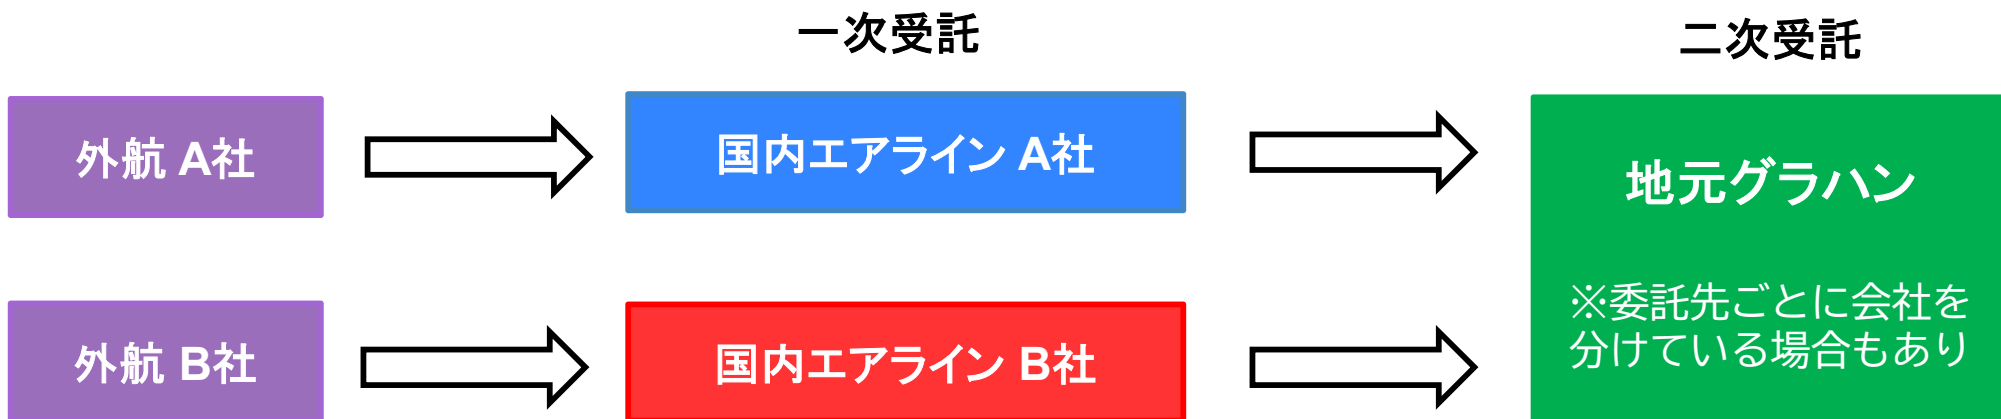 一次受託
二次受託
外航 A社
国内エアライン A社
地元グラハン
※委託先ごとに会社を
分けている場合もあり
外航 B社
国内エアライン B社